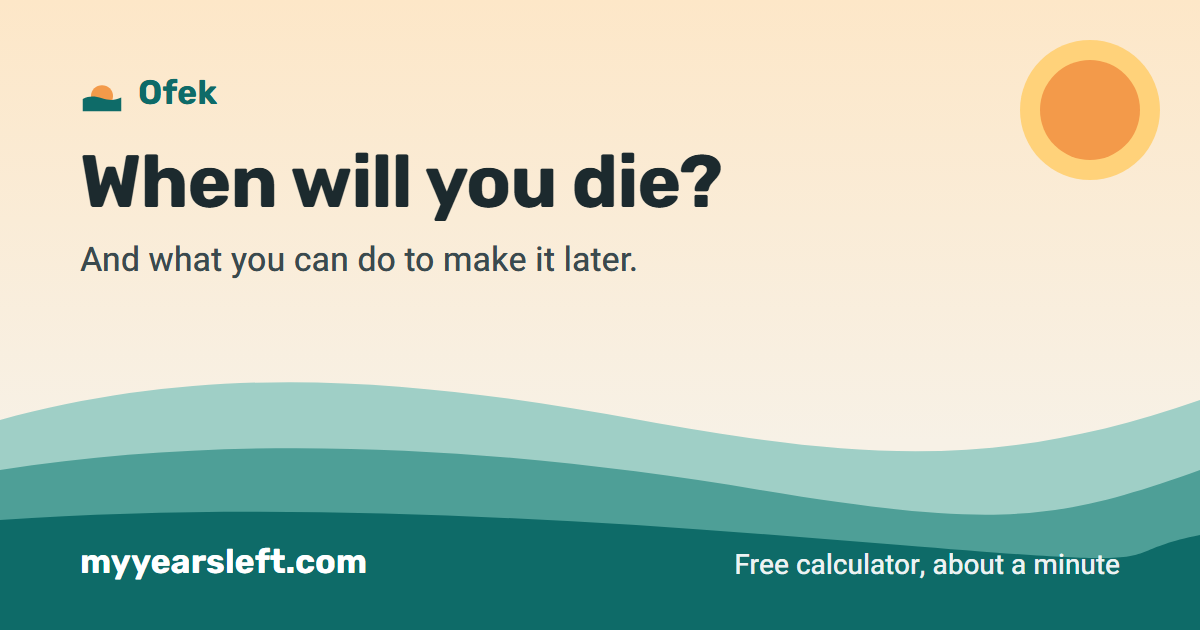 Ofek
When will you die?
And what you can do to make it later.
myyearsleft.com
Free calculator, about a minute